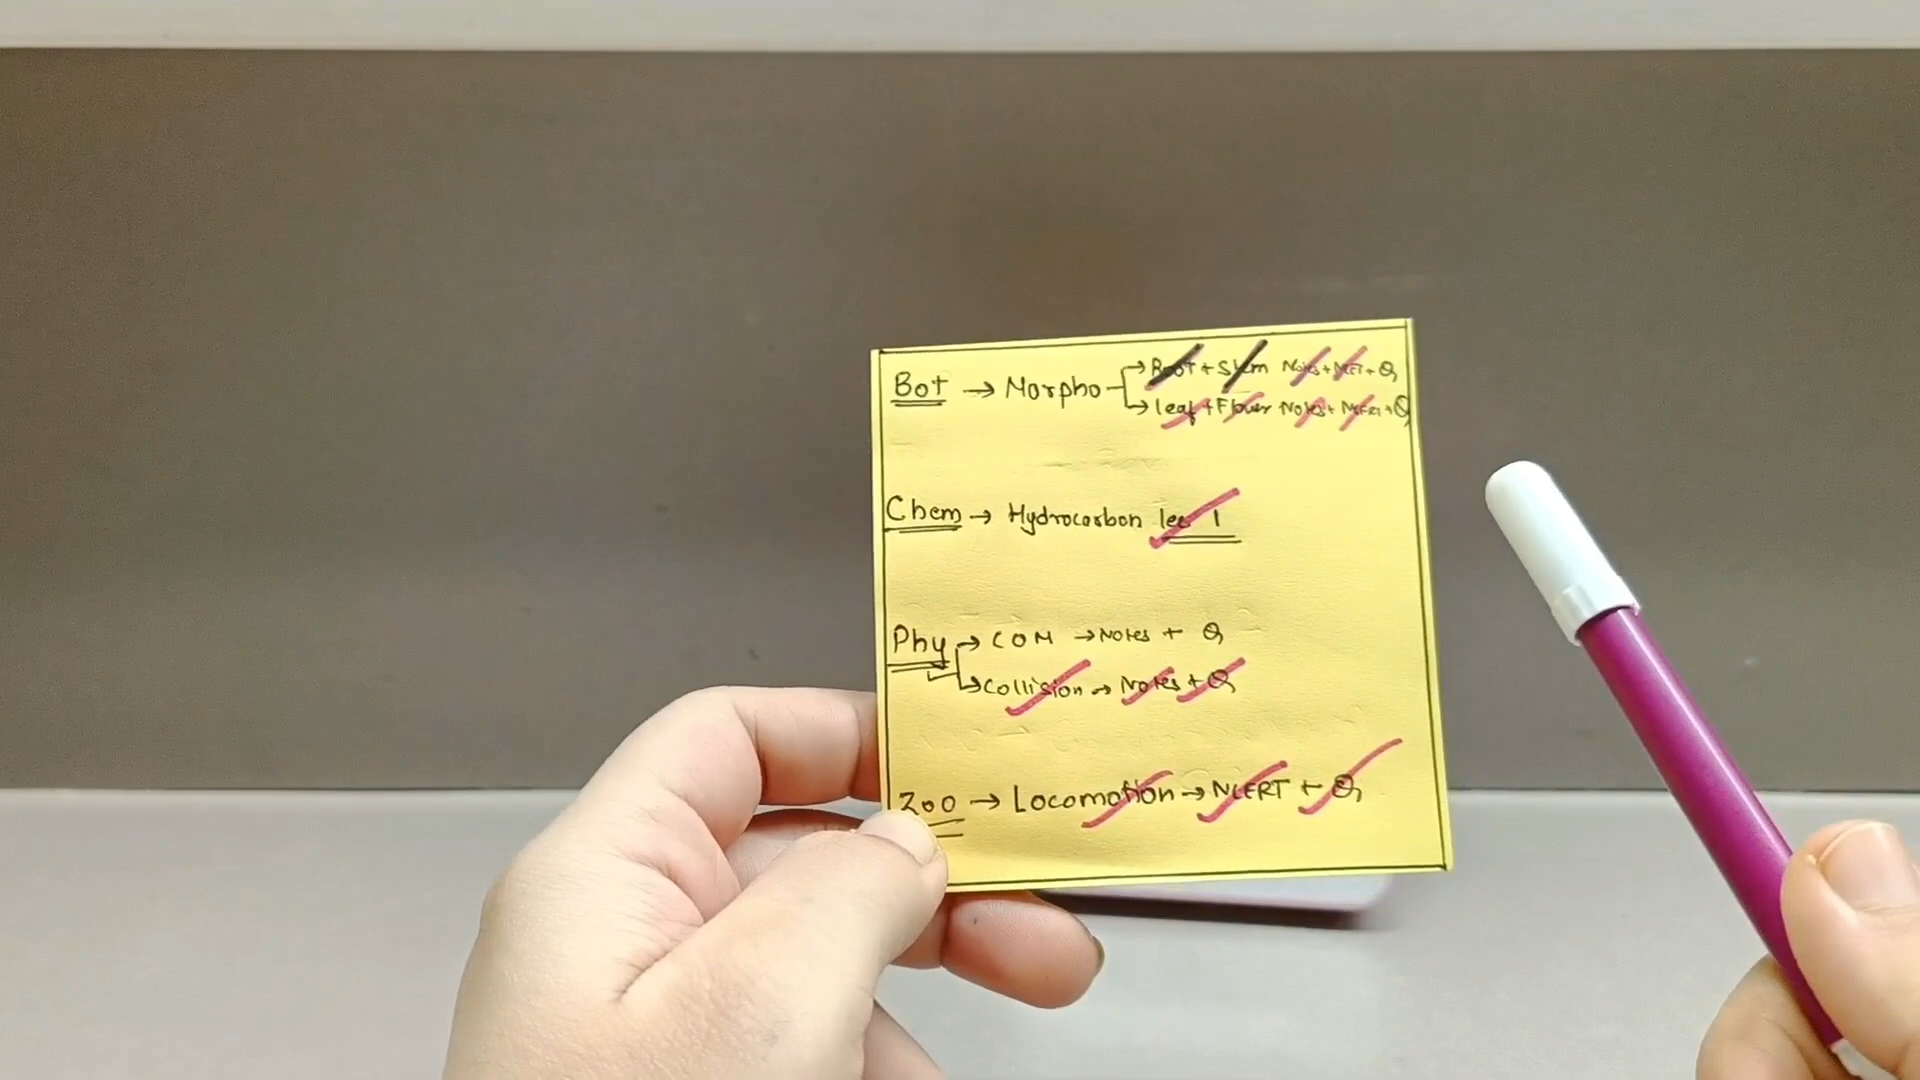 Bot → Morpho → Root + Stem Notes + NCERT + Q
→ leaf + Flower Notes + NCERT + Q
Chem → Hydrocarbon lec 1
Phy → COM → Notes + Q
→ Collision → Notes + Q
Zoo → Locomotion → NCERT + Q